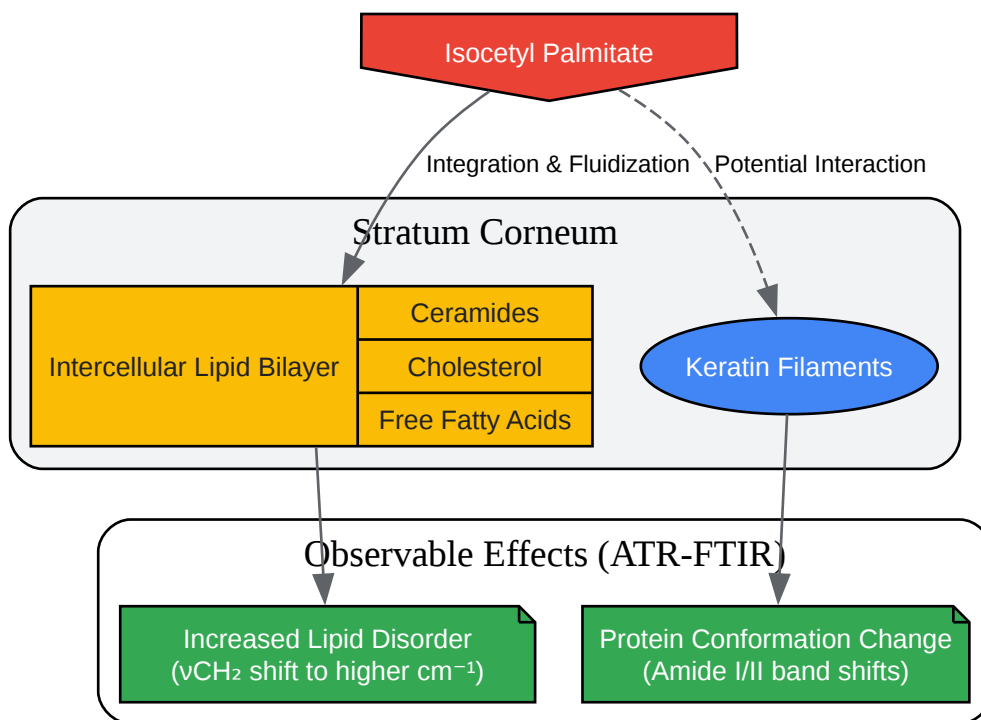 Isocetyl Palmitate
Integration & Fluidization
Potential Interaction
Stratum Corneum
Intercellular Lipid Bilayer
Ceramides
Cholesterol
Free Fatty Acids
Keratin Filaments
Observable Effects (ATR-FTIR)
Increased Lipid Disorder
(νCH₂ shift to higher cm⁻¹)
Protein Conformation Change
(Amide I/II band shifts)